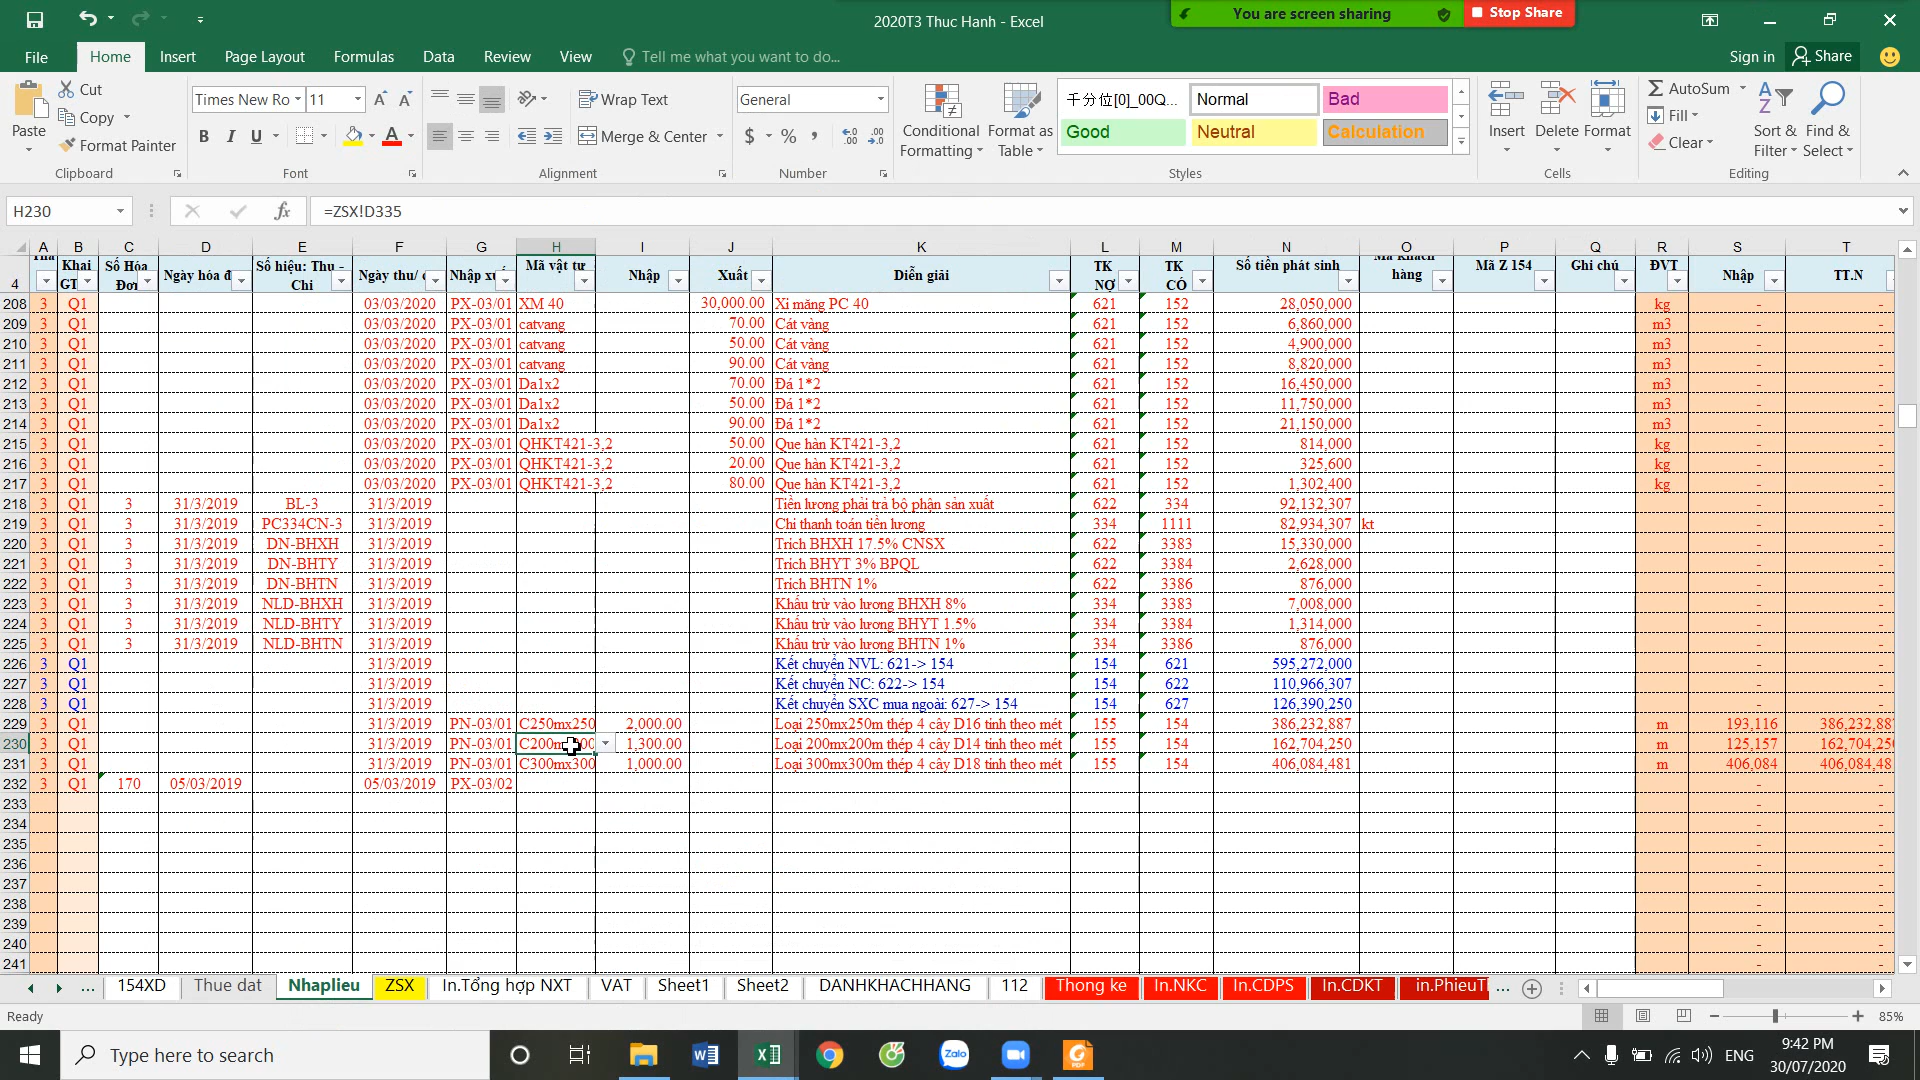 2020T3 Thuc Hanh - Excel
You are screen sharing
Stop Share
File Home Insert Page Layout Formulas Data Review View Tell me what you want to do... Sign in Share
Paste Cut Copy Format Painter Clipboard
Times New Ro 11 Font
Wrap Text Merge & Center Alignment
General $ % , Number
Conditional Formatting Format as Table
千分位[0]_00Q... Normal Bad
Good Neutral Calculation
Styles
Insert Delete Format Cells
AutoSum Fill Clear Sort & Filter Find & Select Editing
H230 fx =ZSX!D335
A B C D E F G H I J K L M N O P Q R S T
4 Khai GT Số Hóa Đơn Ngày hóa đ Số hiệu: Thu - Chi Ngày thu/ Nhập xu Mã vật tư Nhập Xuất Diễn giải TK NỢ TK CÓ Số tiền phát sinh Mã khách hàng Mã Z 154 Ghi chú ĐVT Nhập TT.N
208 3 Q1 03/03/2020 PX-03/01 XM 40 30,000.00 Xi măng PC 40 621 152 28,050,000 kg - -
209 3 Q1 03/03/2020 PX-03/01 catvang 70.00 Cát vàng 621 152 6,860,000 m3 - -
210 3 Q1 03/03/2020 PX-03/01 catvang 50.00 Cát vàng 621 152 4,900,000 m3 - -
211 3 Q1 03/03/2020 PX-03/01 catvang 90.00 Cát vàng 621 152 8,820,000 m3 - -
212 3 Q1 03/03/2020 PX-03/01 Da1x2 70.00 Đá 1*2 621 152 16,450,000 m3 - -
213 3 Q1 03/03/2020 PX-03/01 Da1x2 50.00 Đá 1*2 621 152 11,750,000 m3 - -
214 3 Q1 03/03/2020 PX-03/01 Da1x2 90.00 Đá 1*2 621 152 21,150,000 m3 - -
215 3 Q1 03/03/2020 PX-03/01 QHKT421-3,2 50.00 Que hàn KT421-3,2 621 152 814,000 kg - -
216 3 Q1 03/03/2020 PX-03/01 QHKT421-3,2 20.00 Que hàn KT421-3,2 621 152 325,600 kg - -
217 3 Q1 03/03/2020 PX-03/01 QHKT421-3,2 80.00 Que hàn KT421-3,2 621 152 1,302,400 kg - -
218 3 Q1 3 31/3/2019 BL-3 31/3/2019 Tiền lương phải trả bộ phận sản xuất 622 334 92,132,307 - -
219 3 Q1 3 31/3/2019 PC334CN-3 31/3/2019 Chi thanh toán tiền lương 334 1111 82,934,307 kt - -
220 3 Q1 3 31/3/2019 DN-BHXH 31/3/2019 Trích BHXH 17.5% CNSX 622 3383 15,330,000 - -
221 3 Q1 3 31/3/2019 DN-BHTY 31/3/2019 Trích BHYT 3% BPQL 622 3384 2,628,000 - -
222 3 Q1 3 31/3/2019 DN-BHTN 31/3/2019 Trích BHTN 1% 622 3386 876,000 - -
223 3 Q1 3 31/3/2019 NLD-BHXH 31/3/2019 Khấu trừ vào lương BHXH 8% 334 3383 7,008,000 - -
224 3 Q1 3 31/3/2019 NLD-BHTY 31/3/2019 Khấu trừ vào lương BHYT 1.5% 334 3384 1,314,000 - -
225 3 Q1 3 31/3/2019 NLD-BHTN 31/3/2019 Khấu trừ vào lương BHTN 1% 334 3386 876,000 - -
226 3 Q1 31/3/2019 Kết chuyển NVL: 621-> 154 154 621 595,272,000 - -
227 3 Q1 31/3/2019 Kết chuyển NC: 622-> 154 154 622 110,966,307 - -
228 3 Q1 31/3/2019 Kết chuyển SXC mua ngoài: 627-> 154 154 627 126,390,250 - -
229 3 Q1 31/3/2019 PN-03/01 C250mx250 2,000.00 Loại 250mx250m thép 4 cây D16 tính theo mét 155 154 386,232,887 m 193,116 386,232,887
230 3 Q1 31/3/2019 PN-03/01 1,300.00 Loại 200mx200m thép 4 cây D14 tính theo mét 155 154 162,704,250 m 125,157 162,704,250
231 3 Q1 31/3/2019 PN-03/01 C300mx300 1,000.00 Loại 300mx300m thép 4 cây D18 tính theo mét 155 154 406,084,481 m 406,084 406,084,48
232 3 Q1 170 05/03/2019 05/03/2019 PX-03/02 - -
233 - -
234 - -
235 - -
236 - -
237 - -
238 - -
239 - -
240 - -
241 - -
... 154XD Thue dat Nhaplieu ZSX In.Tổng hợp NXT VAT Sheet1 Sheet2 DANHKHACHHANG 112 Thong ke In.NKC In.CDPS In.CDKT in.PhieuT ...
Ready 85%
Type here to search
Zalo
ENG
9:42 PM
30/07/2020